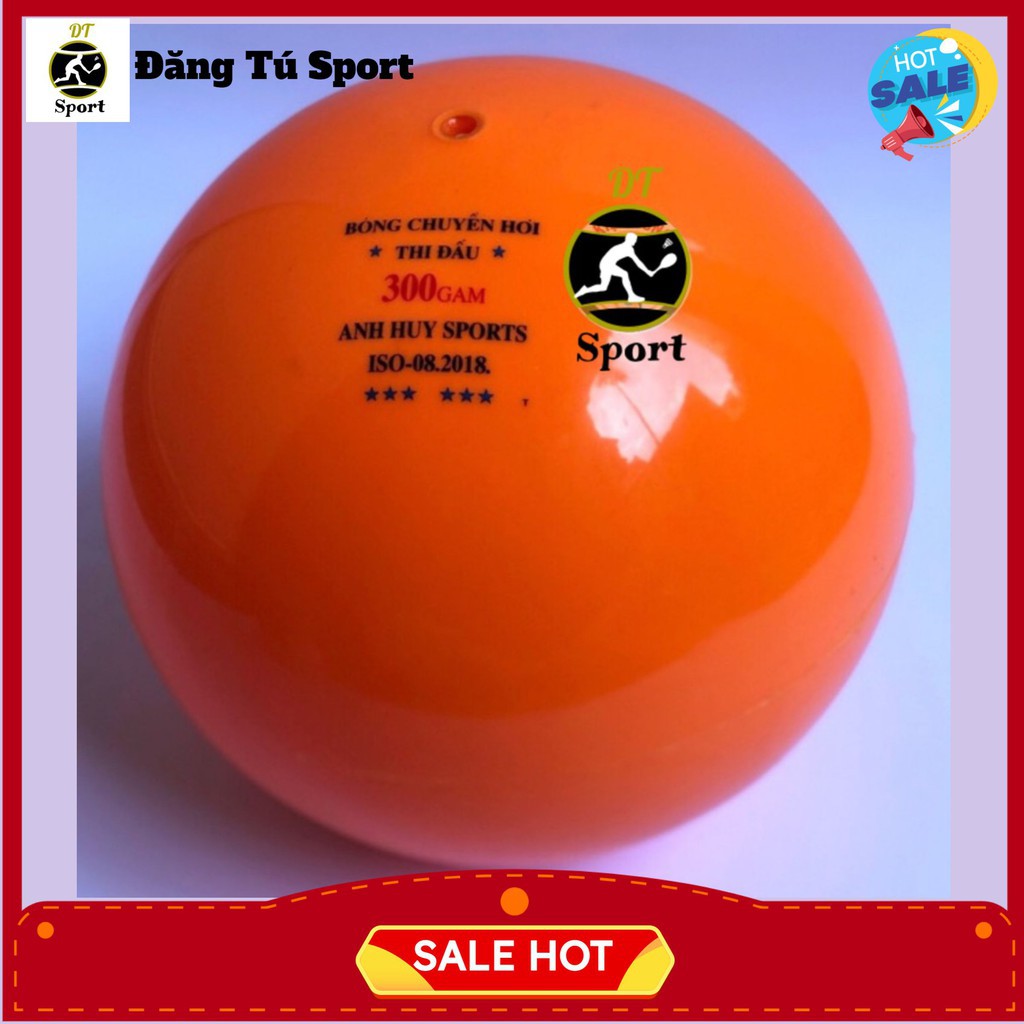 DT
Sport
Đăng Tú Sport
HOT
SALE
BÓNG CHUYỀN HƠI
★ THI ĐẤU ★
300GAM
ANH HUY SPORTS
ISO-08.2018.
★★★ ★★★ T
DT
Sport
SALE HOT